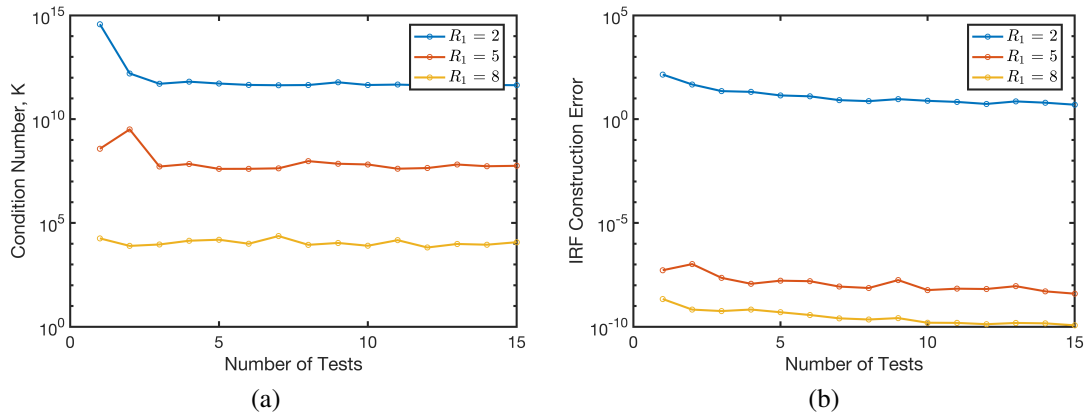 10^15
10^10
10^5
10^0
Condition Number, K
0
5
10
15
Number of Tests
R_1 = 2
R_1 = 5
R_1 = 8
(a)
10^5
10^0
10^-5
10^-10
IRF Construction Error
0
5
10
15
Number of Tests
R_1 = 2
R_1 = 5
R_1 = 8
(b)